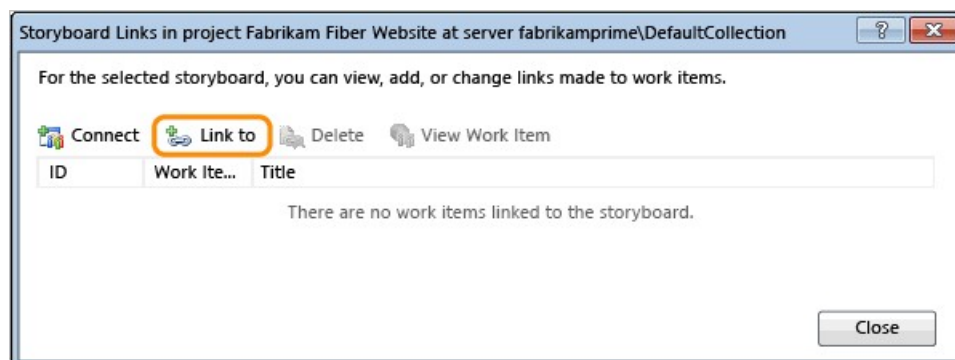 Storyboard Links in project Fabrikam Fiber Website at server fabrikamprime\DefaultCollection ?
For the selected storyboard, you can view, add, or change links made to work items.
Connect Link to Delete View Work Item
ID Work Ite... Title
There are no work items linked to the storyboard.
Close